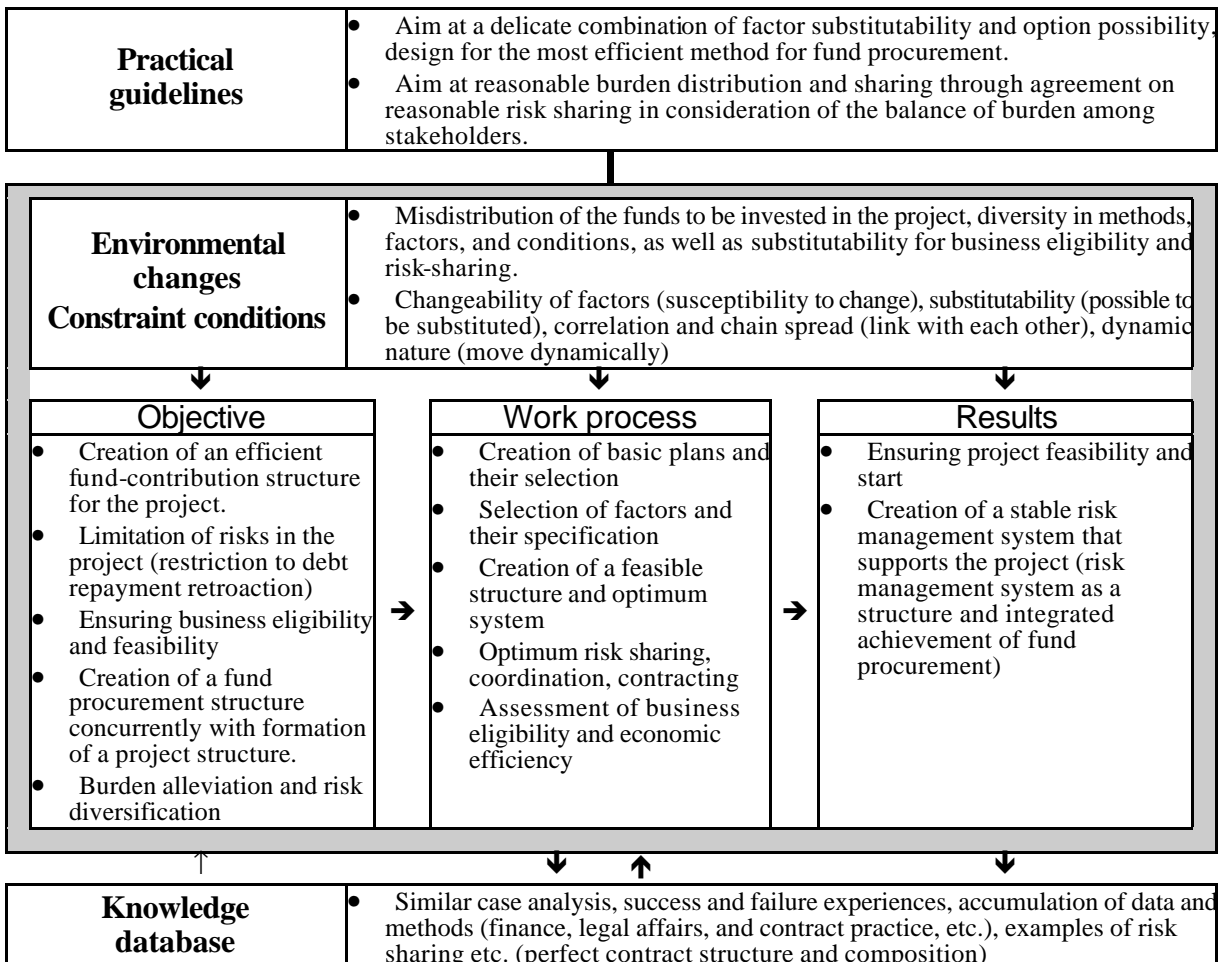 Practical
guidelines
● Aim at a delicate combination of factor substitutability and option possibility,
design for the most efficient method for fund procurement.
● Aim at reasonable burden distribution and sharing through agreement on
reasonable risk sharing in consideration of the balance of burden among
stakeholders.
Environmental
changes
Constraint conditions
● Misdistribution of the funds to be invested in the project, diversity in methods,
factors, and conditions, as well as substitutability for business eligibility and
risk-sharing.
● Changeability of factors (susceptibility to change), substitutability (possible to
be substituted), correlation and chain spread (link with each other), dynamic
nature (move dynamically)
Objective
● Creation of an efficient
fund-contribution structure
for the project.
● Limitation of risks in the
project (restriction to debt
repayment retroaction)
● Ensuring business eligibility
and feasibility
● Creation of a fund
procurement structure
concurrently with formation
of a project structure.
● Burden alleviation and risk
diversification
Work process
● Creation of basic plans and
their selection
● Selection of factors and
their specification
● Creation of a feasible
structure and optimum
system
● Optimum risk sharing,
coordination, contracting
● Assessment of business
eligibility and economic
efficiency
Results
● Ensuring project feasibility and
start
● Creation of a stable risk
management system that
supports the project (risk
management system as a
structure and integrated
achievement of fund
procurement)
Knowledge
database
● Similar case analysis, success and failure experiences, accumulation of data and
methods (finance, legal affairs, and contract practice, etc.), examples of risk
sharing etc. (perfect contract structure and composition)